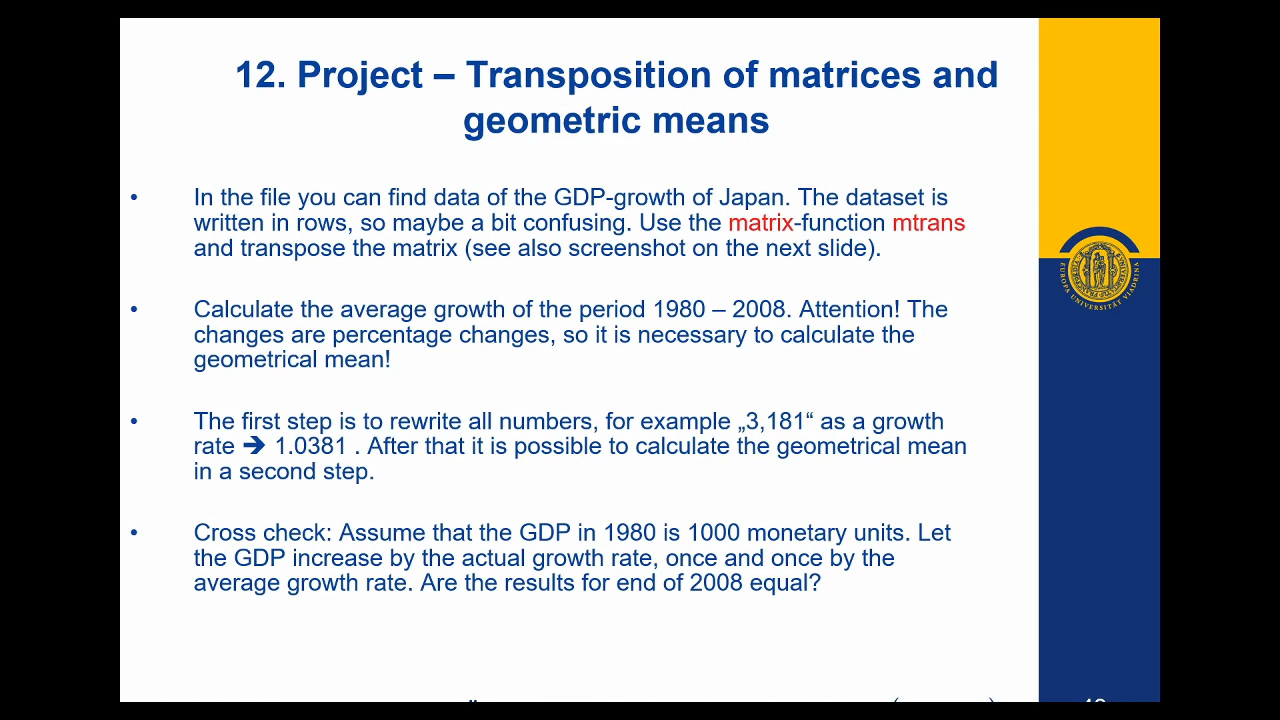 12. Project – Transposition of matrices and
geometric means
• In the file you can find data of the GDP-growth of Japan. The dataset is
written in rows, so maybe a bit confusing. Use the matrix-function mtrans
and transpose the matrix (see also screenshot on the next slide).
• Calculate the average growth of the period 1980 – 2008. Attention! The
changes are percentage changes, so it is necessary to calculate the
geometrical mean!
• The first step is to rewrite all numbers, for example „3,181“ as a growth
rate ➔ 1.0381 . After that it is possible to calculate the geometrical mean
in a second step.
• Cross check: Assume that the GDP in 1980 is 1000 monetary units. Let
the GDP increase by the actual growth rate, once and once by the
average growth rate. Are the results for end of 2008 equal?
EUROPA UNIVERSITÄT VIADRINA